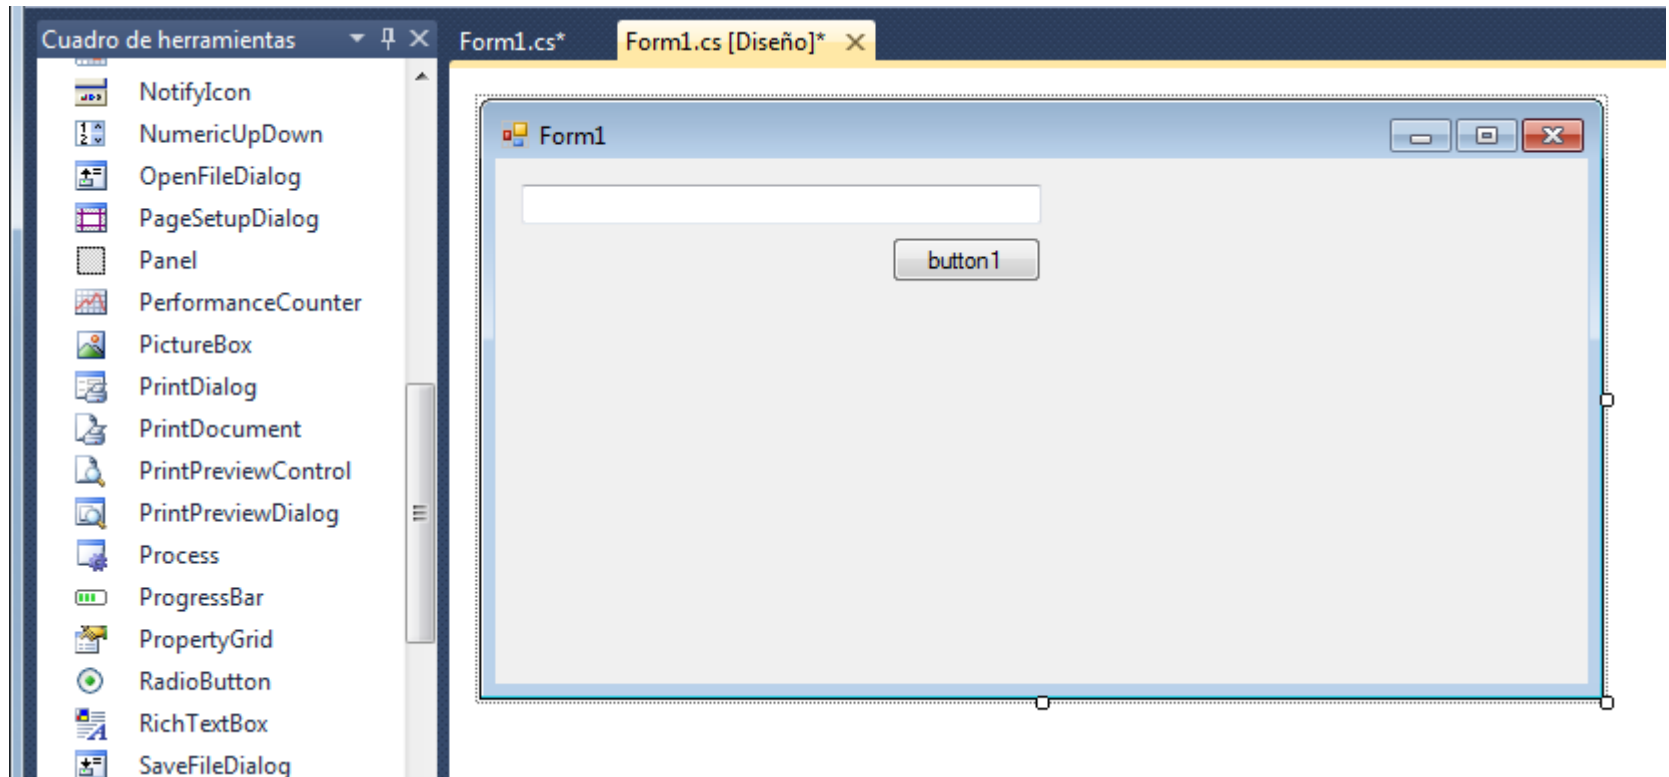 Cuadro de herramientas
NotifyIcon
NumericUpDown
OpenFileDialog
PageSetupDialog
Panel
PerformanceCounter
PictureBox
PrintDialog
PrintDocument
PrintPreviewControl
PrintPreviewDialog
Process
ProgressBar
PropertyGrid
RadioButton
RichTextBox
SaveFileDialog
Form1.cs*
Form1.cs [Diseño]*
Form1
button1